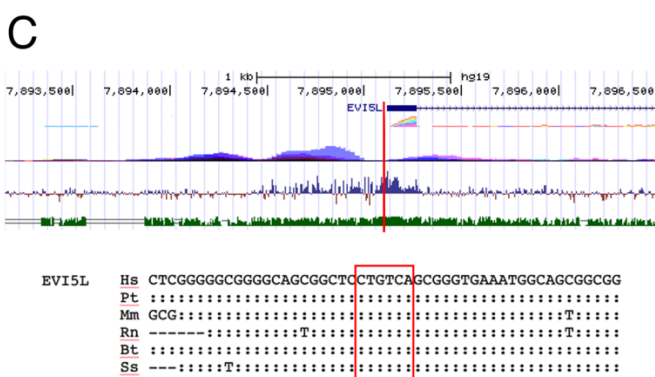 C
1 kb hg19
7,893,500| 7,894,000| 7,894,500| 7,895,000| 7,895,500| 7,896,000| 7,896,500|
EVI5L
EVI5L Hs CTCGGGGGCGGGGCAGCGGCTCCTGTCAGCGGGTGAAATGGCAGCGGCGG
Pt ::::::::::::::::::::::::::::::::::::::::::::::::::
Mm GCG:::::::::::::::::::::::::::::::::::::::::T:::::
Rn ------::::::::::T:::::::::::::::::::::::::::T:::::
Bt ::::::::::::::::::::::::::::::::::::::::::::::::::
Ss ---:::::T:::::::::::::::::::::::::::::::::::::::::